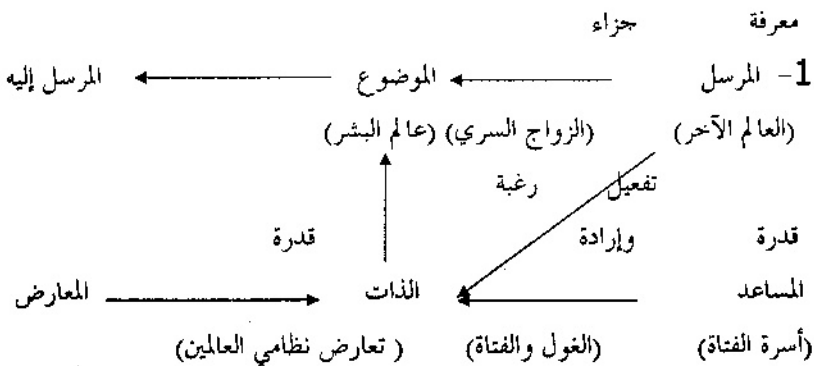 معرفة جزاء
1- المرسل الموضوع المرسل إليه
(العالم الآخر) (الزواج السري) (عالم البشر)
تفعيل رغبة
قدرة وإرادة قدرة
المساعد الذات المعارض
(أسرة الفتاة) (الغول والفتاة) (تعارض نظامي العالمين)